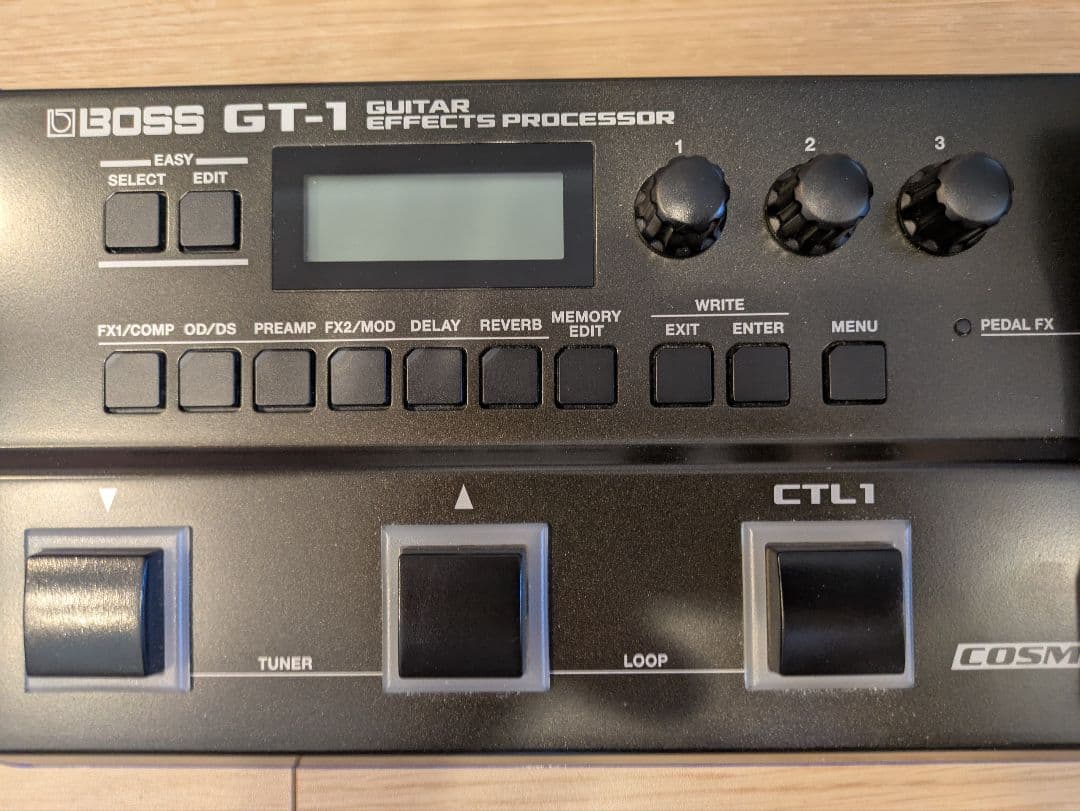 BOSS GT-1 GUITAR EFFECTS PROCESSOR
EASY
SELECT EDIT
1 2 3
WRITE
FX1/COMP OD/DS PREAMP FX2/MOD DELAY REVERB MEMORY EDIT EXIT ENTER MENU PEDAL FX
▼ ▲ CTL1
TUNER LOOP
COSM